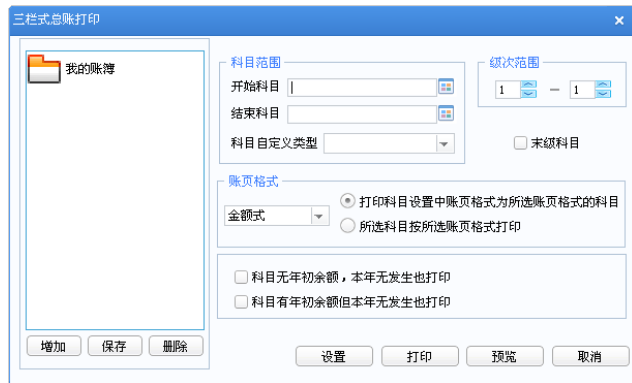 三栏式总账打印
我的账簿
科目范围
开始科目
结束科目
科目自定义类型
级次范围
1 — 1
末级科目
账页格式
金额式
打印科目设置中账页格式为所选账页格式的科目
所选科目按所选账页格式打印
科目无年初余额，本年无发生也打印
科目有年初余额但本年无发生也打印
增加 保存 删除
设置 打印 预览 取消